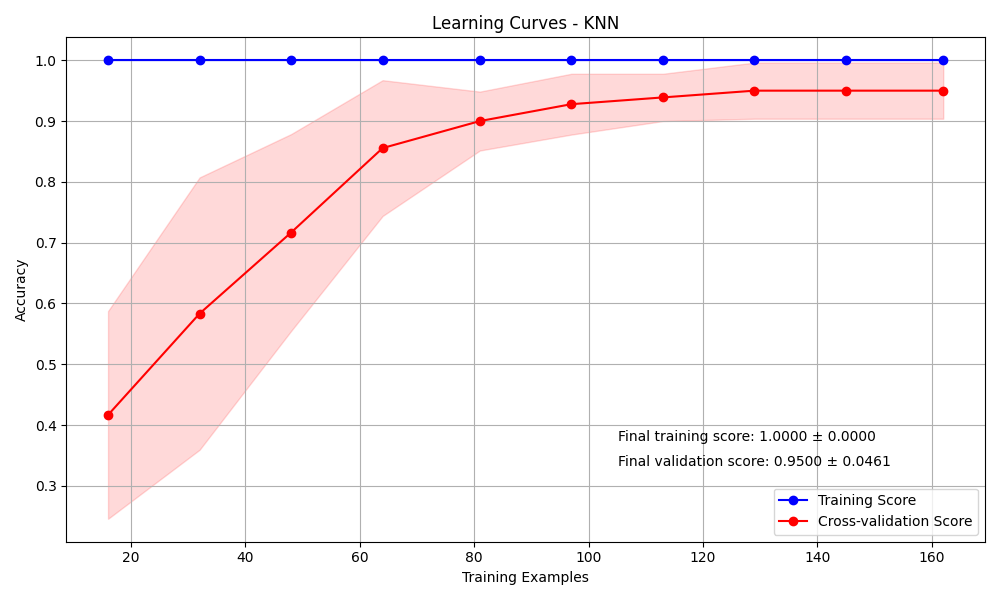 Learning Curves - KNN
Accuracy
1.0
0.9
0.8
0.7
0.6
0.5
0.4
0.3
Final training score: 1.0000 ± 0.0000
Final validation score: 0.9500 ± 0.0461
Training Score
Cross-validation Score
20 40 60 80 100 120 140 160
Training Examples